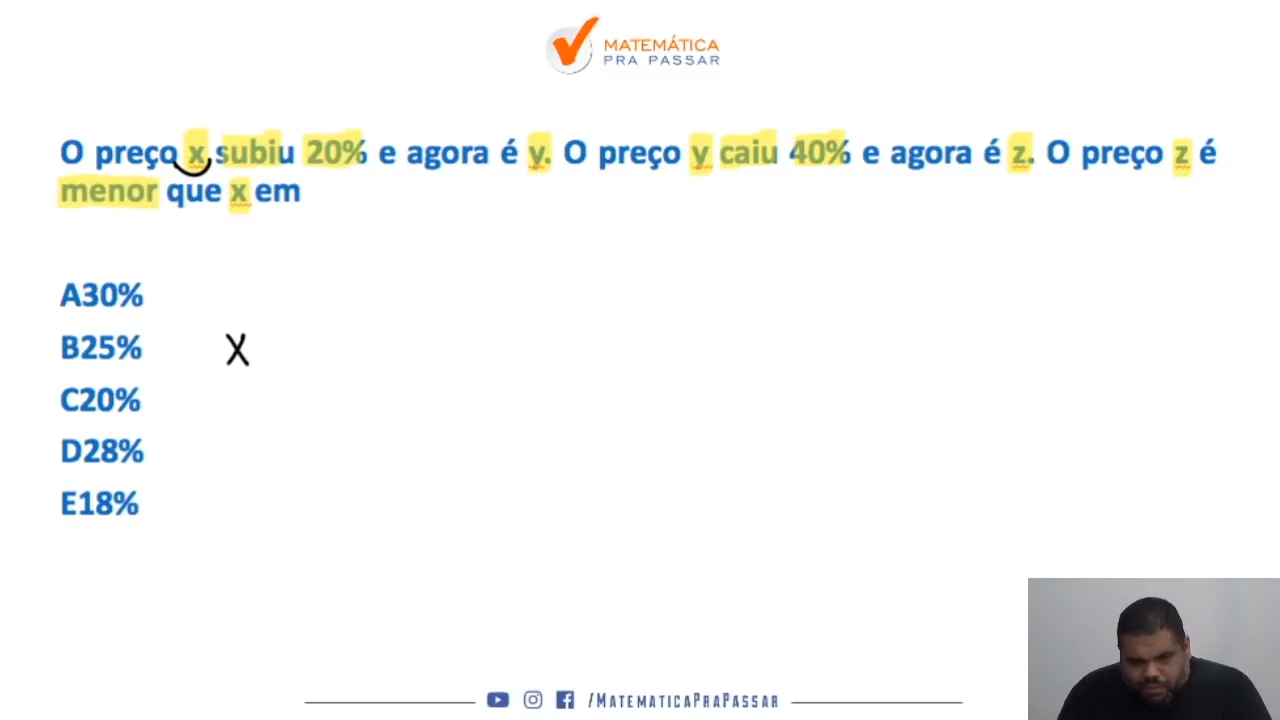 MATEMÁTICA
PRA PASSAR
O preço x subiu 20% e agora é y. O preço y caiu 40% e agora é z. O preço z é
menor que x em
A30%
B25%
X
C20%
D28%
E18%
/MATEMATICAPRAPASSAR